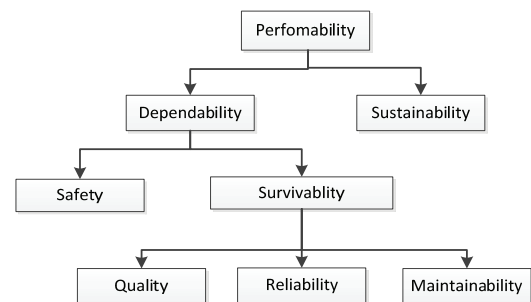 Perfomability
Dependability
Sustainability
Safety
Survivablity
Quality
Reliability
Maintainability